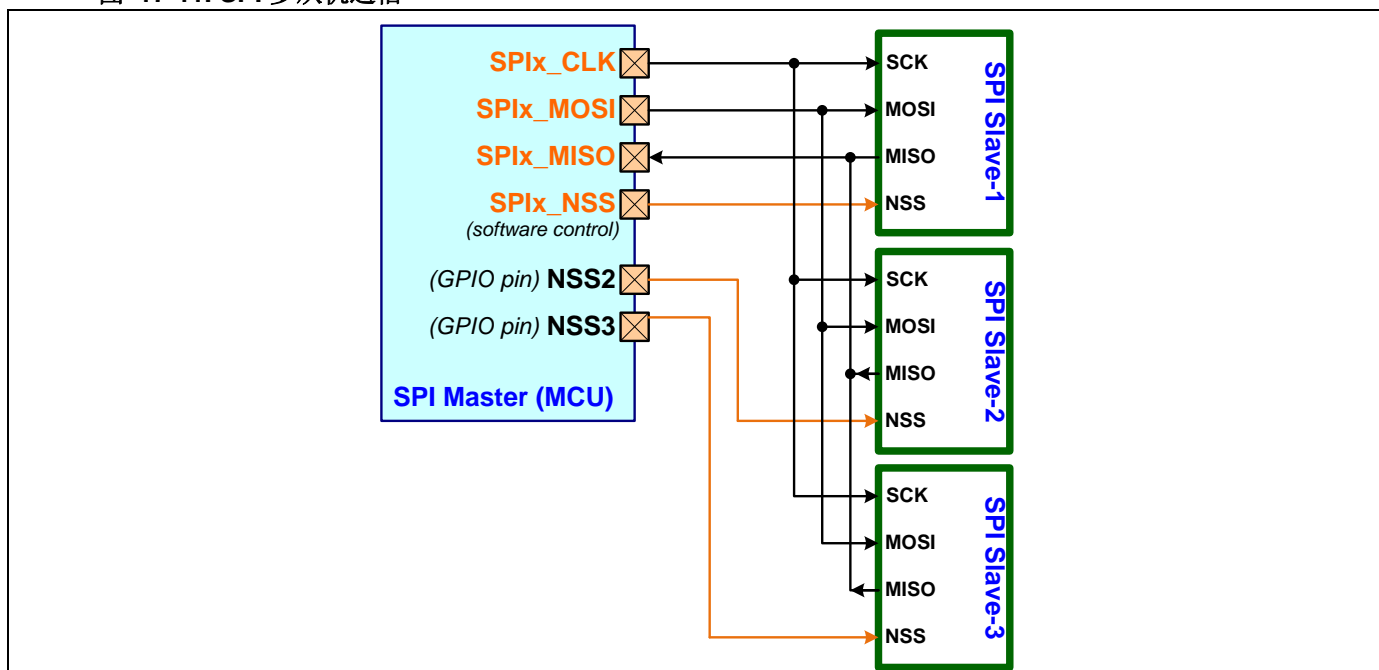 SPIx_CLK
SPIx_MOSI
SPIx_MISO
SPIx_NSS
(software control)
(GPIO pin) NSS2
(GPIO pin) NSS3
SPI Master (MCU)
SCK
MOSI
MISO
NSS
SPI Slave-1
SCK
MOSI
MISO
NSS
SPI Slave-2
SCK
MOSI
MISO
NSS
SPI Slave-3